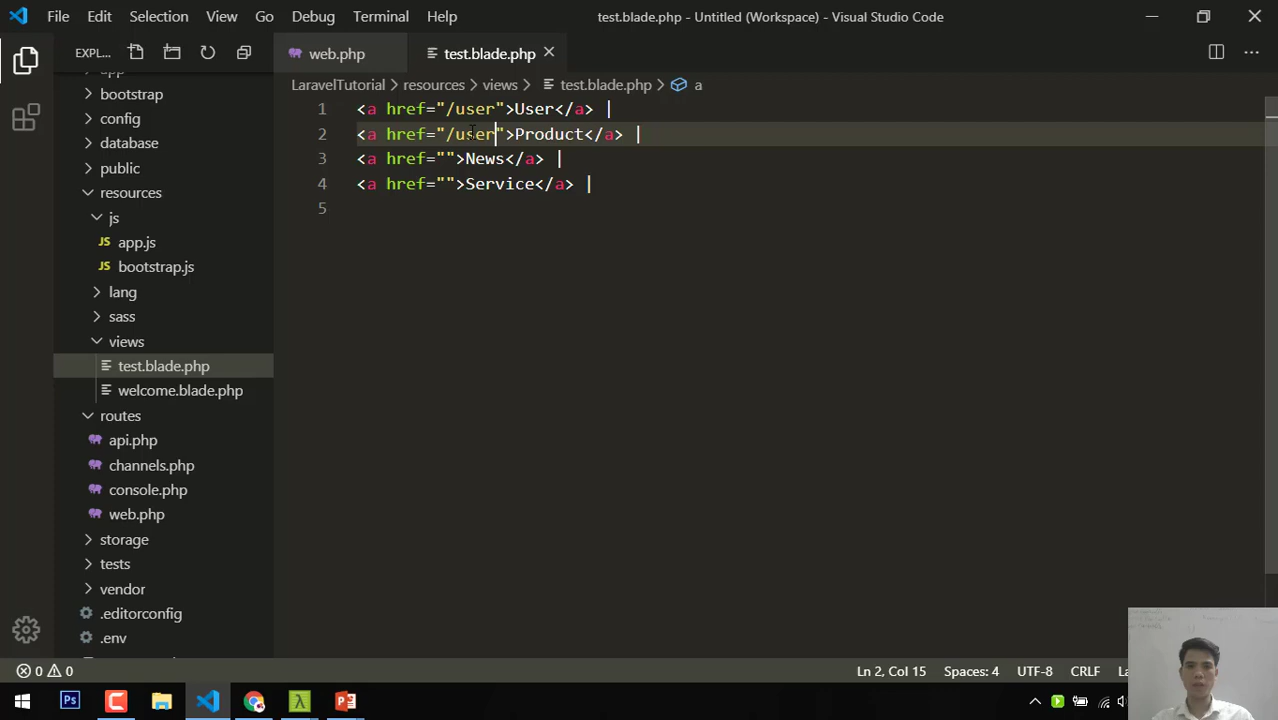 File Edit Selection View Go Debug Terminal Help test.blade.php - Untitled (Workspace) - Visual Studio Code
EXPL...
web.php
test.blade.php
LaravelTutorial > resources > views > test.blade.php > a
app
bootstrap
config
database
public
resources
js
JS app.js
JS bootstrap.js
lang
sass
views
test.blade.php
welcome.blade.php
routes
api.php
channels.php
console.php
web.php
storage
tests
vendor
.editorconfig
.env
1 <a href="/user">User</a> |
2 <a href="/user">Product</a> |
3 <a href="">News</a> |
4 <a href="">Service</a> |
5
0 0
Ln 2, Col 15 Spaces: 4 UTF-8 CRLF
Ps